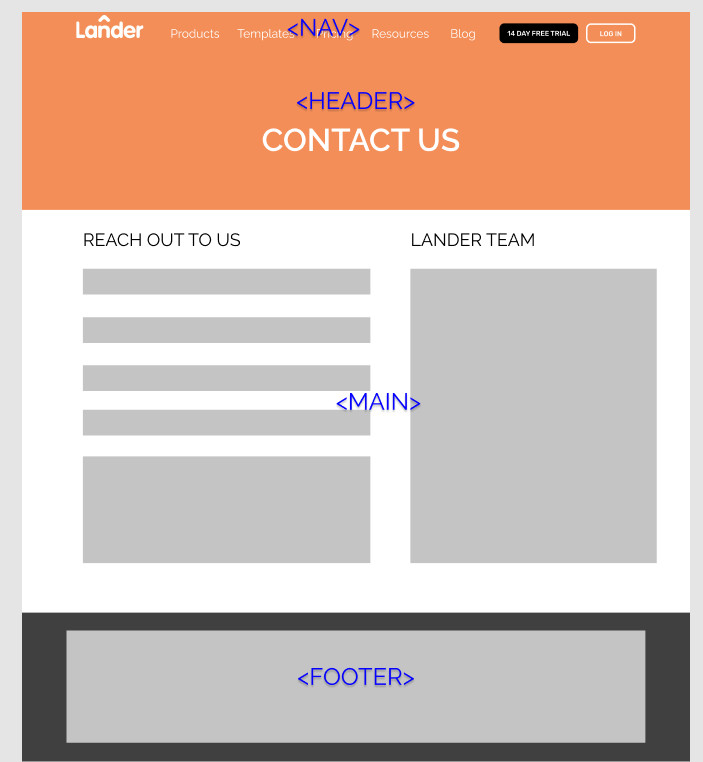 Lander
Products Templates Pricing Resources Blog 14 DAY FREE TRIAL LOG IN
<NAV>
<HEADER>
CONTACT US
REACH OUT TO US LANDER TEAM
<MAIN>
<FOOTER>